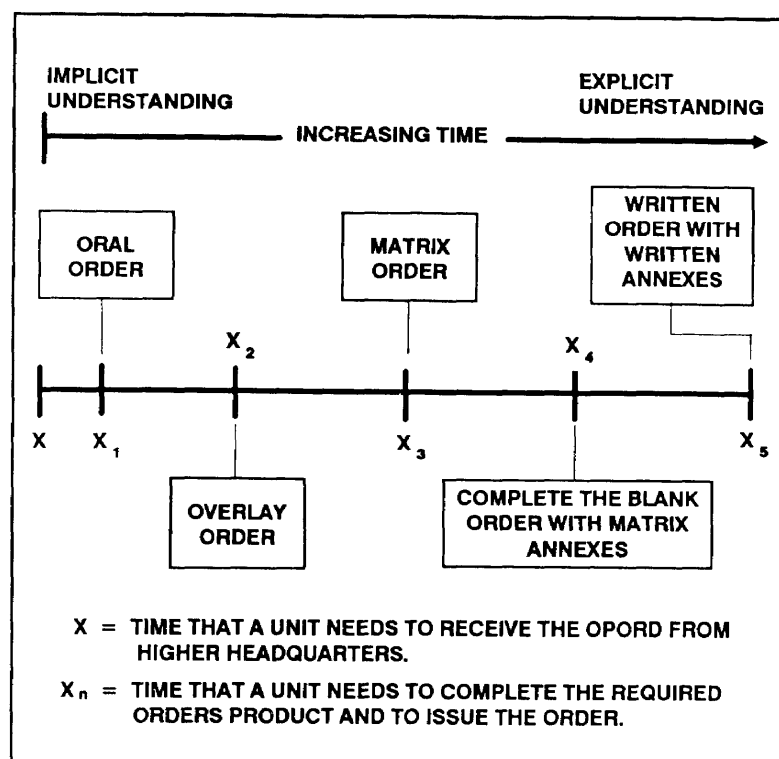 IMPLICIT
UNDERSTANDING
EXPLICIT
UNDERSTANDING
INCREASING TIME
ORAL
ORDER
MATRIX
ORDER
WRITTEN
ORDER WITH
WRITTEN
ANNEXES
X₂
X₄
X
X₁
X₃
X₅
OVERLAY
ORDER
COMPLETE THE BLANK
ORDER WITH MATRIX
ANNEXES
X = TIME THAT A UNIT NEEDS TO RECEIVE THE OPORD FROM
HIGHER HEADQUARTERS.
Xn = TIME THAT A UNIT NEEDS TO COMPLETE THE REQUIRED
ORDERS PRODUCT AND TO ISSUE THE ORDER.